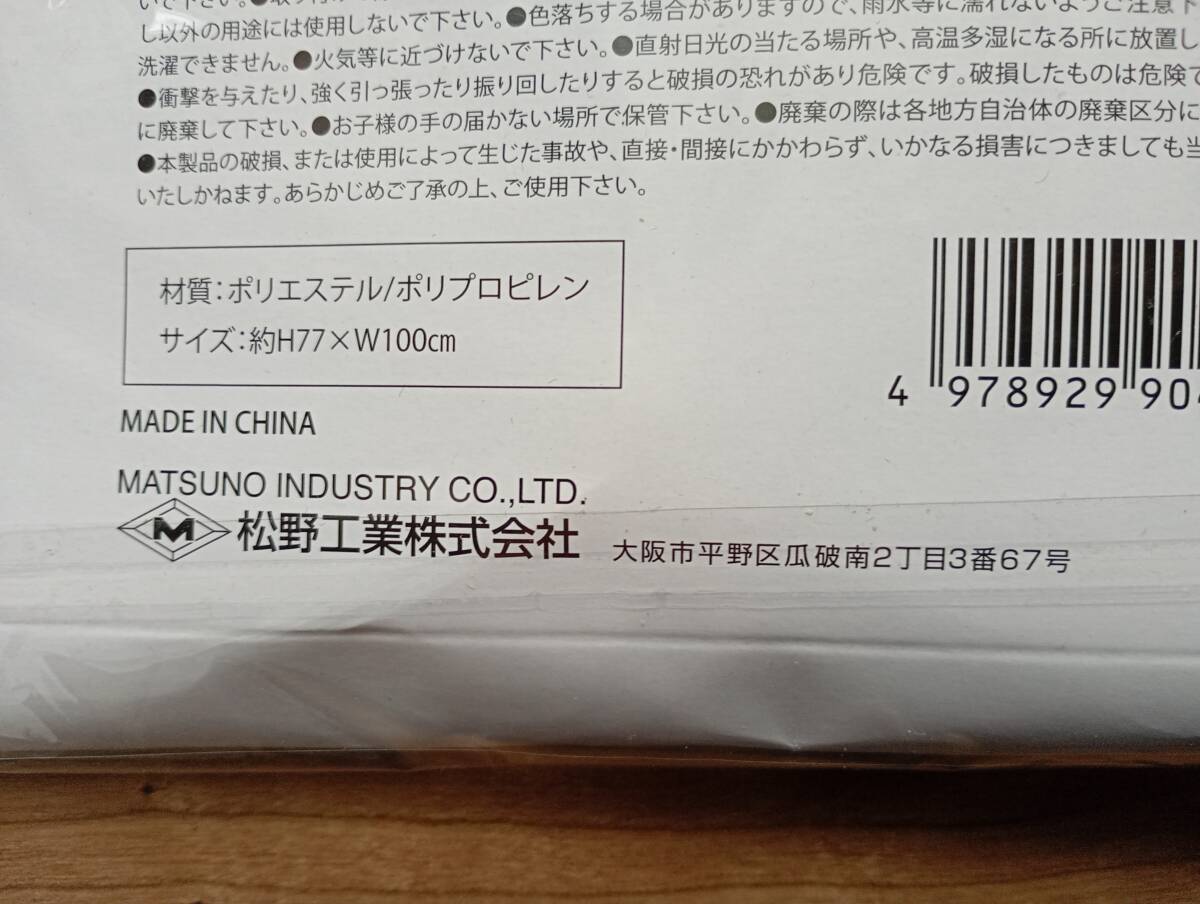 いで下さい。●取り付け
し以外の用途には使用しないで下さい。●色落ちする場合がありますので、雨水等に濡れないようご注意下
洗濯できません。●火気等に近づけないで下さい。●直射日光の当たる場所や、高温多湿になる所に放置し
●衝撃を与えたり、強く引っ張ったり振り回したりすると破損の恐れがあり危険です。破損したものは危険で
に廃棄して下さい。●お子様の手の届かない場所で保管下さい。●廃棄の際は各地方自治体の廃棄区分に
●本製品の破損、または使用によって生じた事故や、直接・間接にかかわらず、いかなる損害につきましても当
いたしかねます。あらかじめご了承の上、ご使用下さい。
材質:ポリエステル/ポリプロピレン
サイズ:約H77×W100cm
4 978929 90
MADE IN CHINA
MATSUNO INDUSTRY CO.,LTD.
M 松野工業株式会社 大阪市平野区瓜破南2丁目3番67号